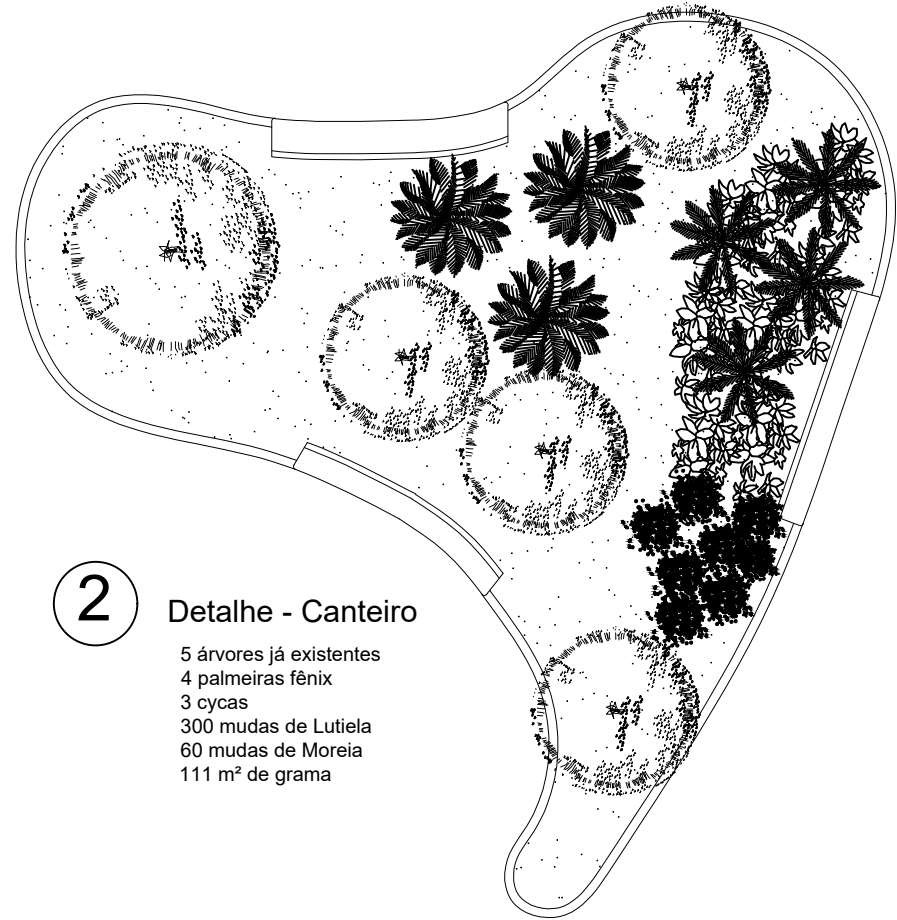 2
Detalhe - Canteiro
5 árvores já existentes
4 palmeiras fênix
3 cycas
300 mudas de Lutiela
60 mudas de Moreia
111 m² de grama